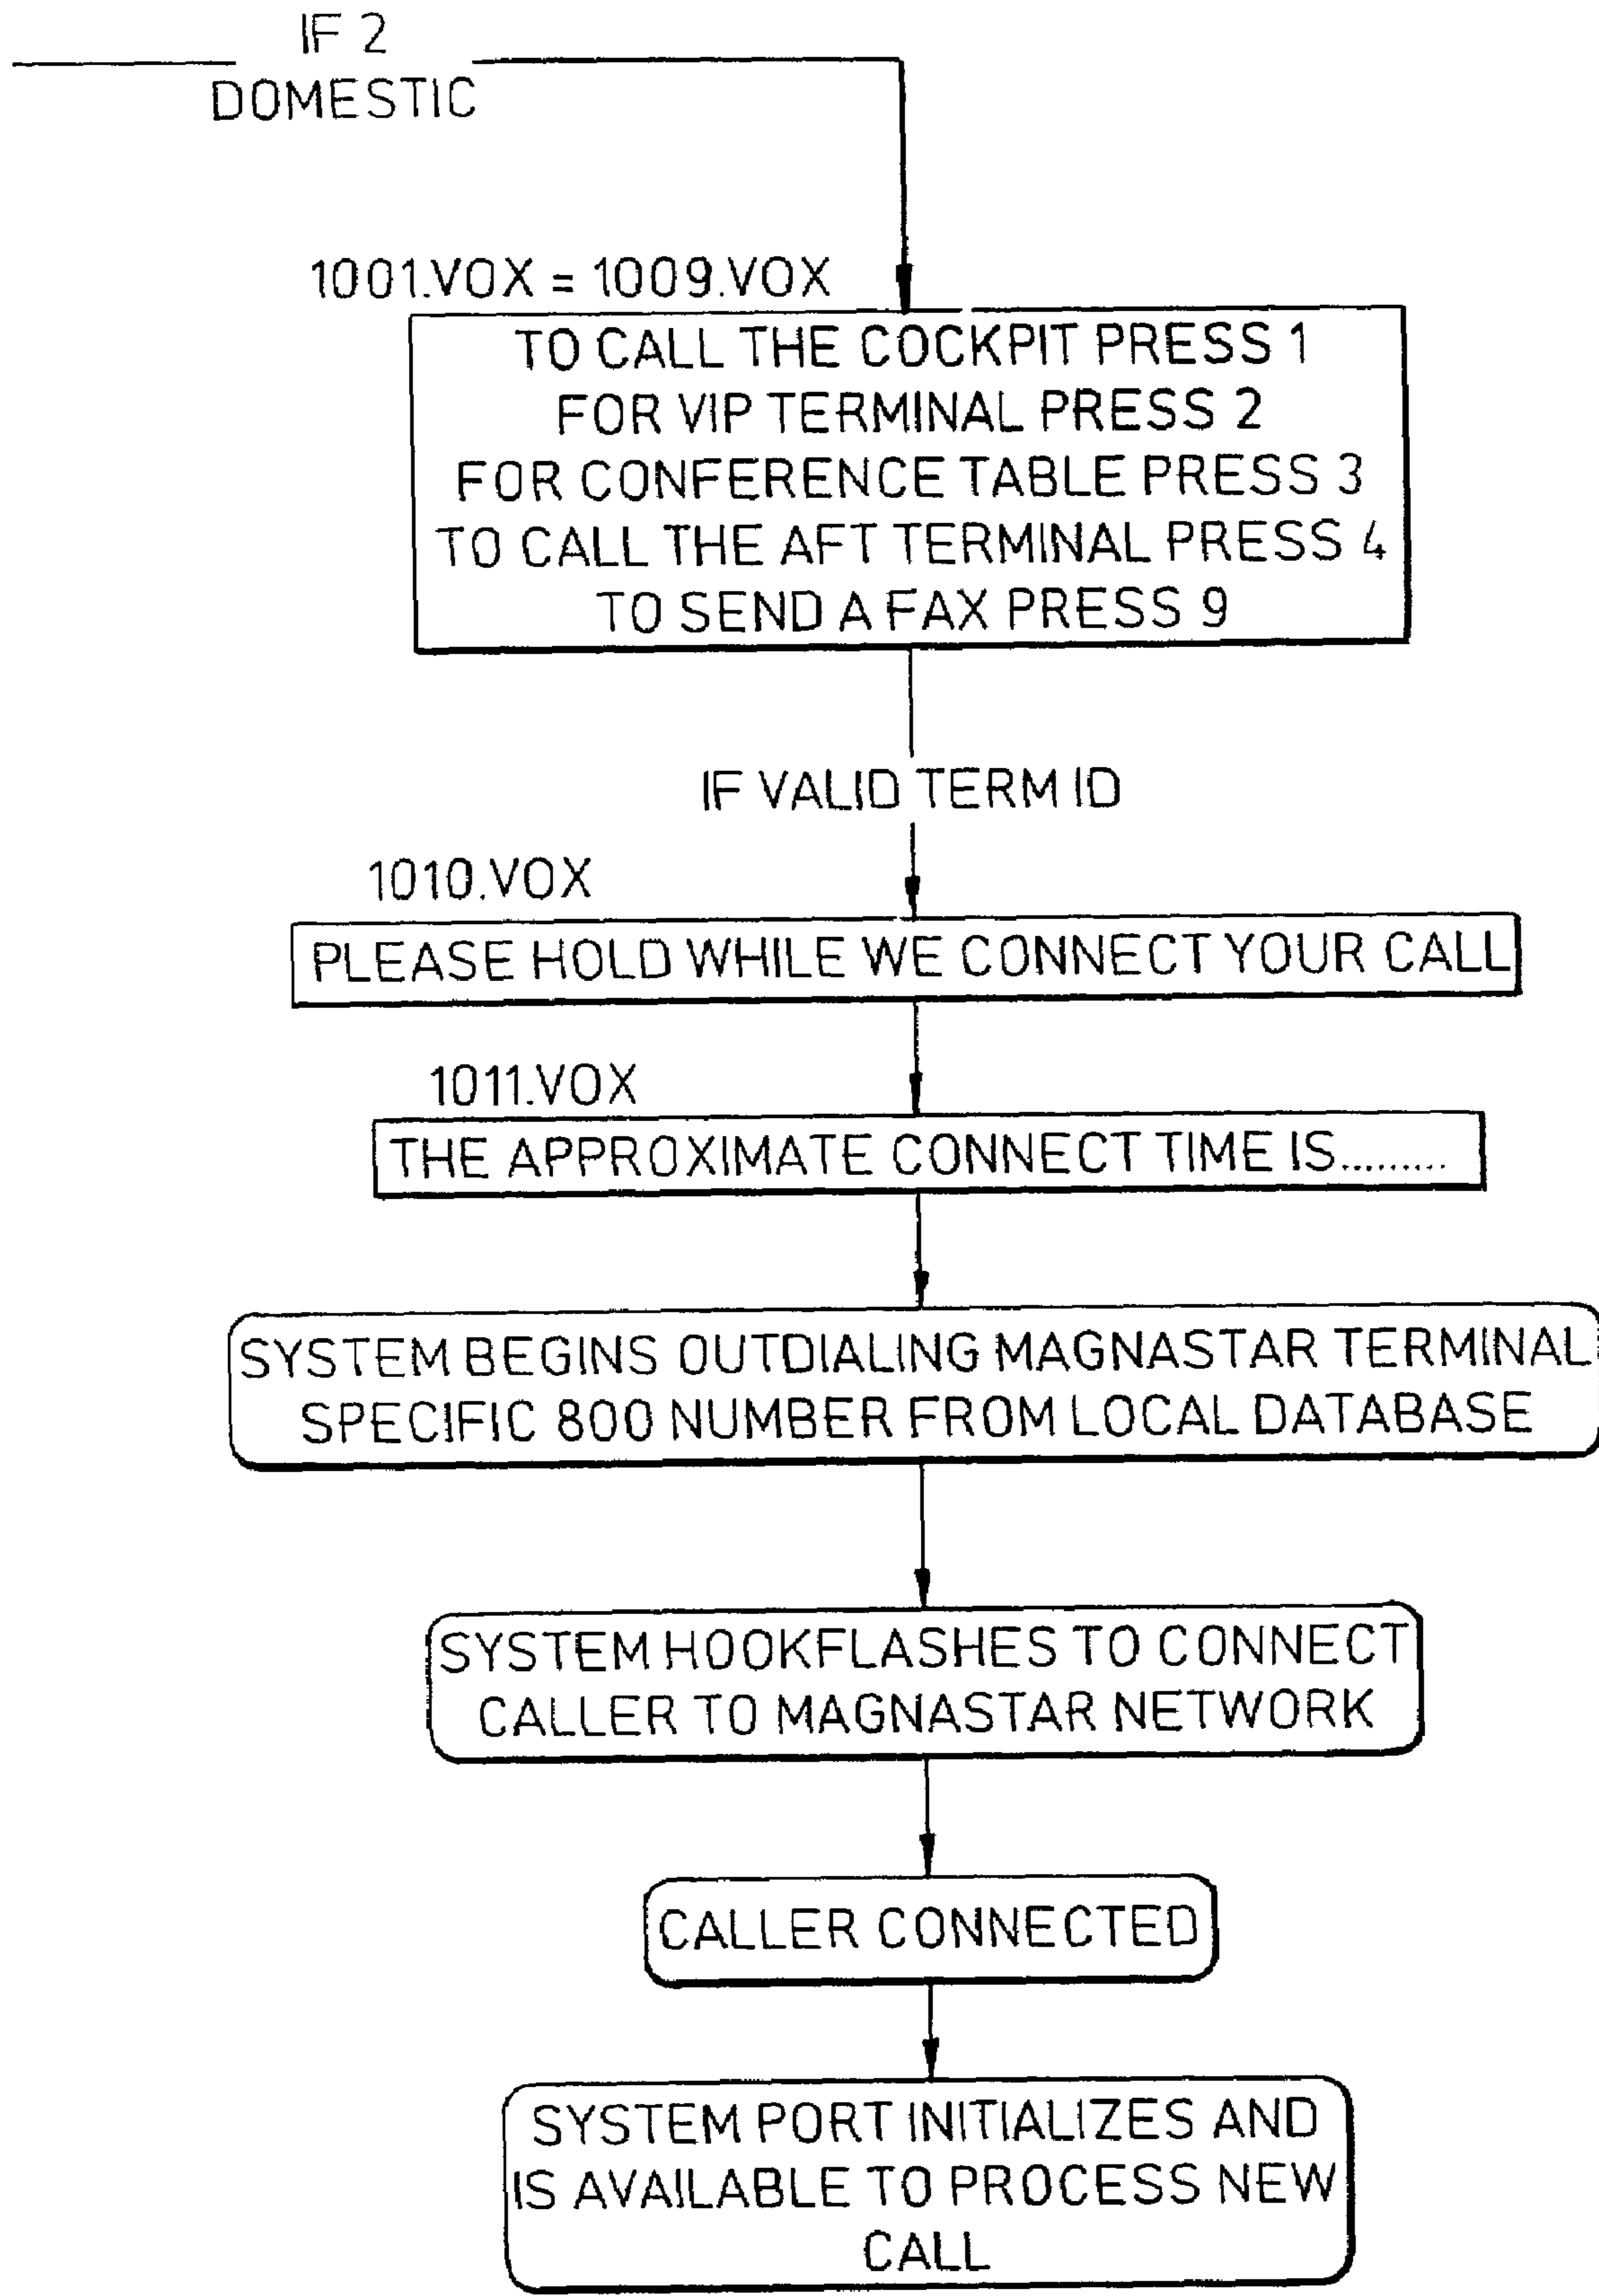 IF 2
DOMESTIC
1001.VOX = 1009.VOX
TO CALL THE COCKPIT PRESS 1
FOR VIP TERMINAL PRESS 2
FOR CONFERENCE TABLE PRESS 3
TO CALL THE AFT TERMINAL PRESS 4
TO SEND A FAX PRESS 9
IF VALID TERM ID
1010.VOX
PLEASE HOLD WHILE WE CONNECT YOUR CALL
1011.VOX
THE APPROXIMATE CONNECT TIME IS.........
SYSTEM BEGINS OUTDIALING MAGNASTAR TERMINAL
SPECIFIC 800 NUMBER FROM LOCAL DATABASE
SYSTEM HOOKFLASHES TO CONNECT
CALLER TO MAGNASTAR NETWORK
CALLER CONNECTED
SYSTEM PORT INITIALIZES AND
IS AVAILABLE TO PROCESS NEW
CALL